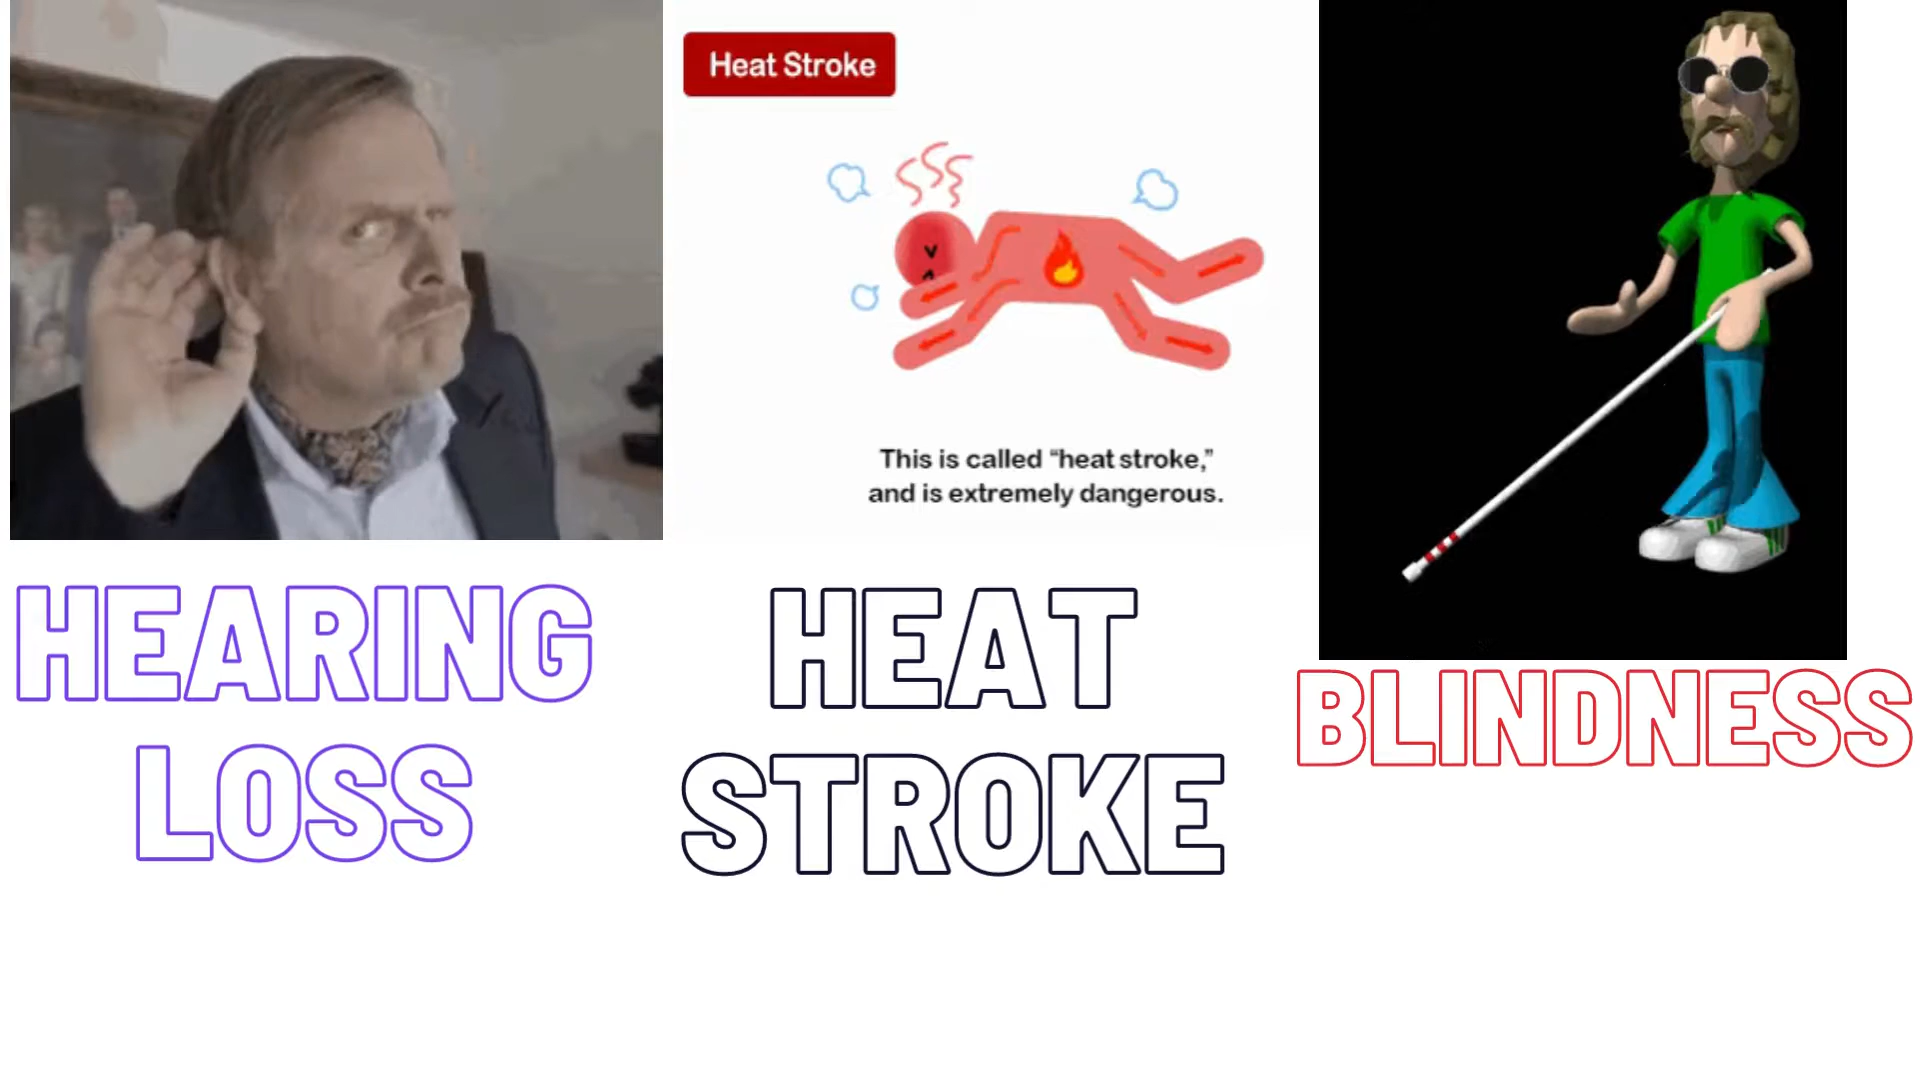 Heat Stroke
This is called “heat stroke,”
and is extremely dangerous.
HEARING
LOSS
HEAT
STROKE
BLINDNESS